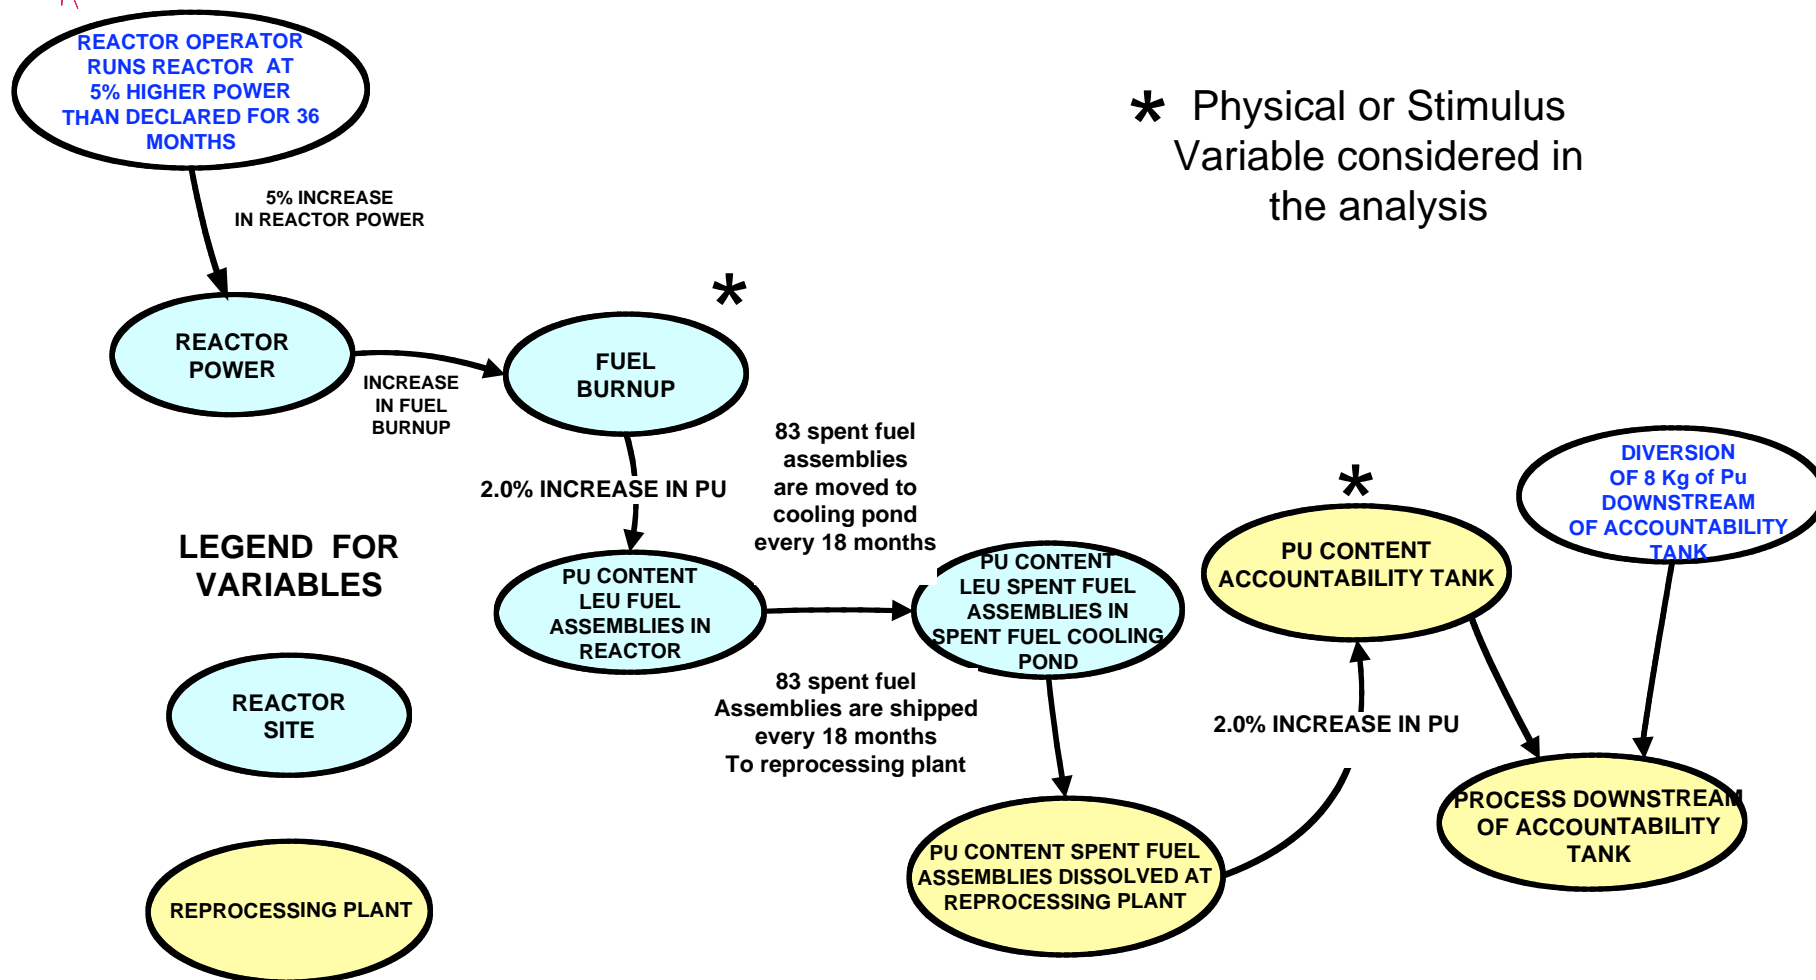 REACTOR OPERATOR
RUNS REACTOR AT
5% HIGHER POWER
THAN DECLARED FOR 36
MONTHS
5% INCREASE
IN REACTOR POWER
* Physical or Stimulus
Variable considered in
the analysis
REACTOR
POWER
INCREASE
IN FUEL
BURNUP
*
FUEL
BURNUP
2.0% INCREASE IN PU
83 spent fuel
assemblies
are moved to
cooling pond
every 18 months
PU CONTENT
LEU FUEL
ASSEMBLIES IN
REACTOR
PU CONTENT
LEU SPENT FUEL
ASSEMBLIES IN
SPENT FUEL COOLING
POND
83 spent fuel
Assemblies are shipped
every 18 months
To reprocessing plant
*
PU CONTENT
ACCOUNTABILITY TANK
DIVERSION
OF 8 Kg of Pu
DOWNSTREAM
OF ACCOUNTABILITY
TANK
2.0% INCREASE IN PU
PU CONTENT SPENT FUEL
ASSEMBLIES DISSOLVED AT
REPROCESSING PLANT
PROCESS DOWNSTREAM
OF ACCOUNTABILITY
TANK
LEGEND FOR
VARIABLES
REACTOR
SITE
REPROCESSING PLANT